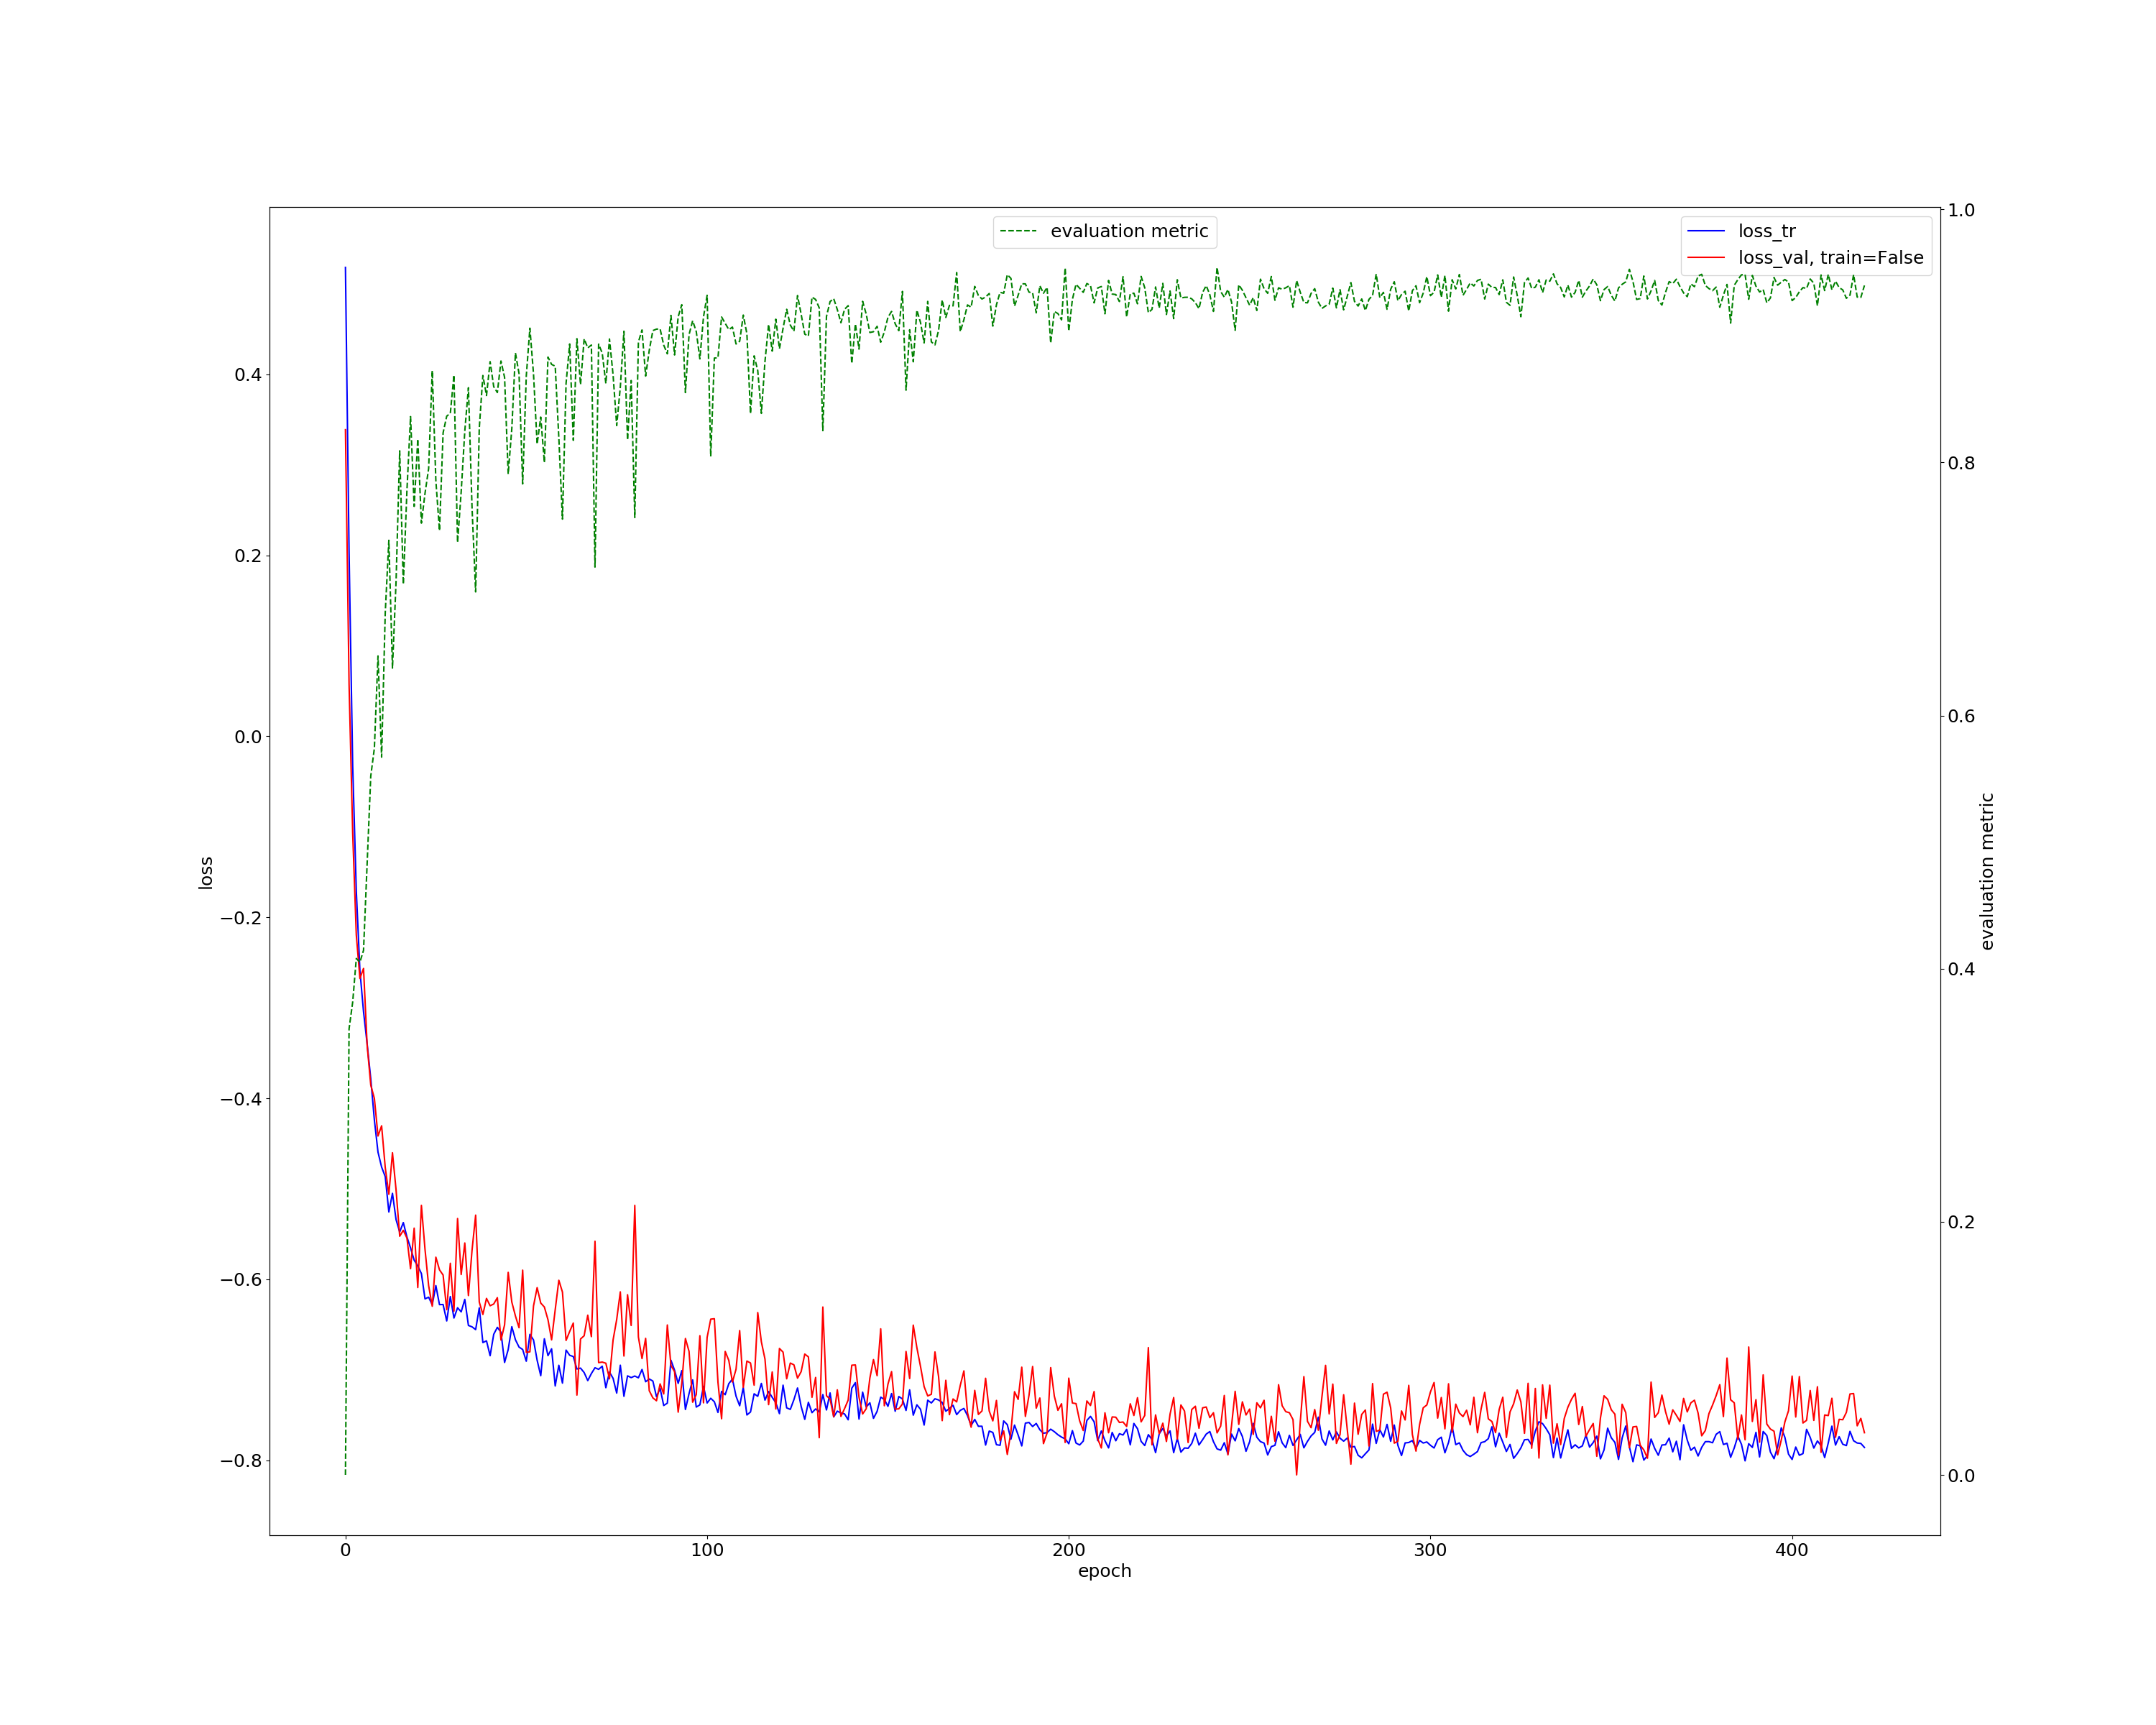 evaluation metric
loss_tr
loss_val, train=False
0.4
0.2
0.0
−0.2
−0.4
−0.6
−0.8
loss
1.0
0.8
0.6
0.4
0.2
0.0
evaluation metric
0 100 200 300 400
epoch